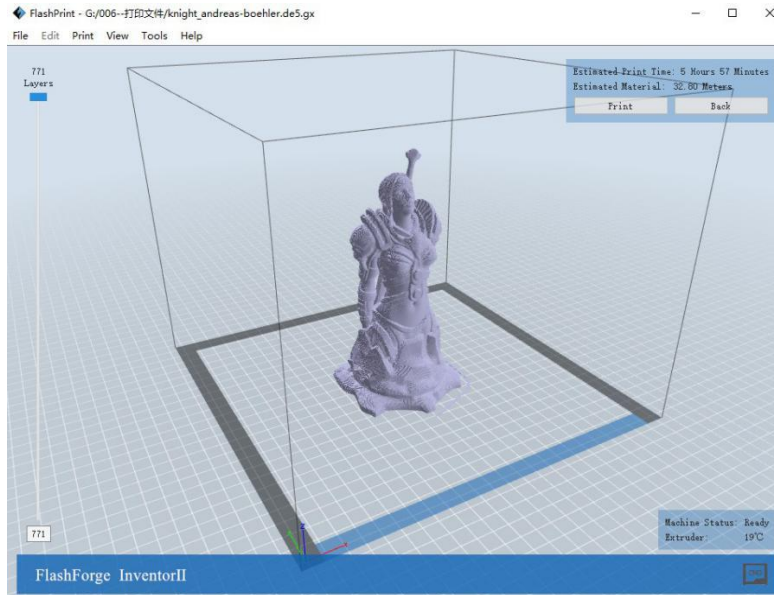 FlashPrint - G:/006--打印文件/knight_andreas-boehler.de5.gx
File Edit Print View Tools Help
771
Layers
Estimated Print Time: 5 Hours 57 Minutes
Estimated Material: 32.80 Meters
Print Back
771
Machine Status: Ready
Extruder: 19℃
FlashForge InventorII